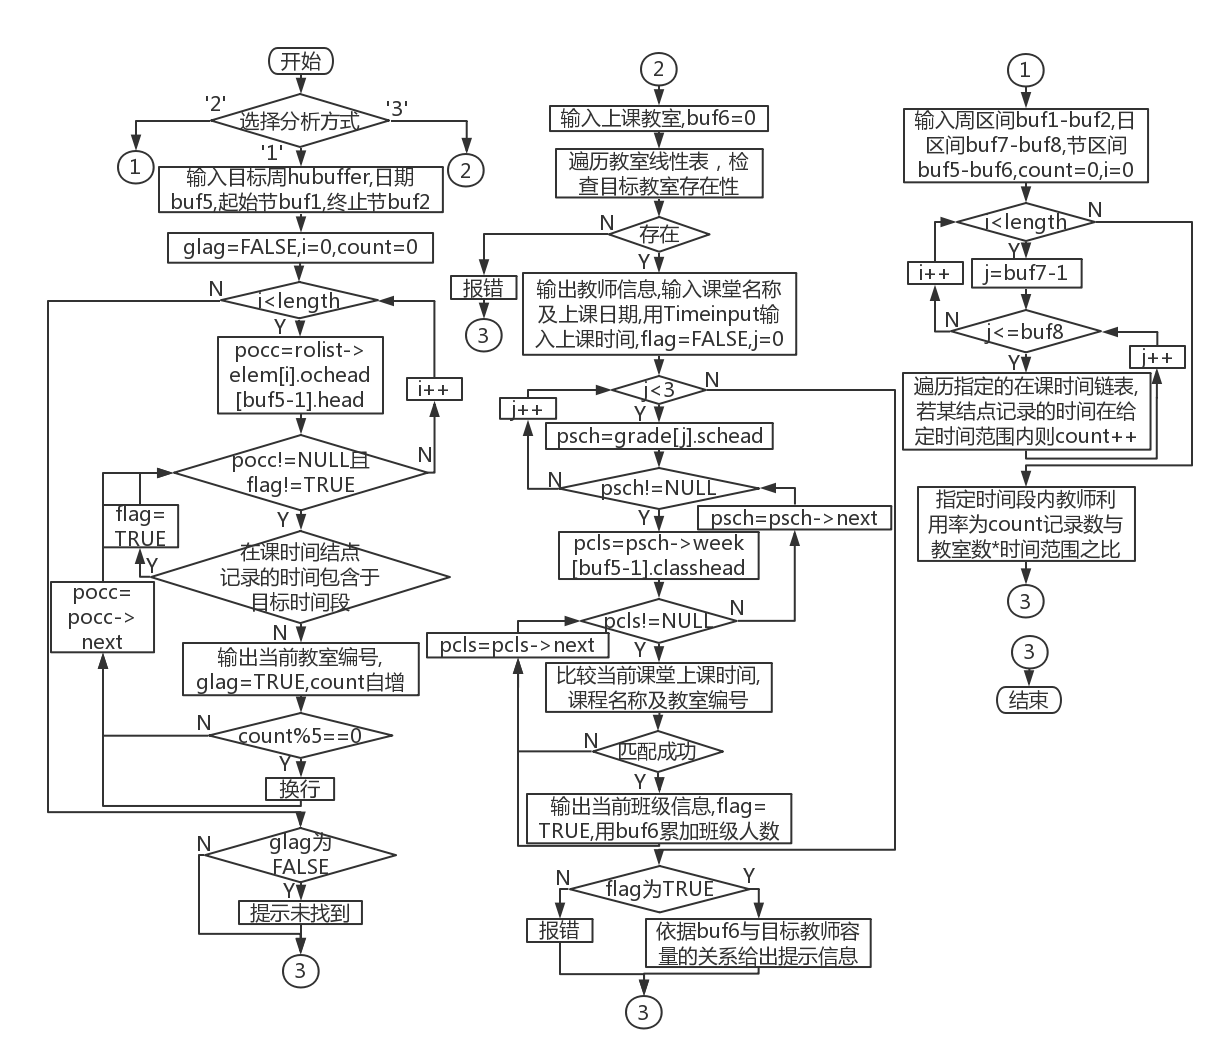 开始
选择分析方式
'2'
'3'
1
'1'
2
输入目标周hubuffer,日期
buf5,起始节buf1,终止节buf2
glag=FALSE,i=0,count=0
N
i<length
Y
pocc=rolist->
elem[i].ochead
[buf5-1].head
i++
pocc!=NULL且
flag!=TRUE
N
Y
flag=
TRUE
Y
在课时间结点
记录的时间包含于
目标时间段
pocc=
pocc->
next
N
输出当前教室编号,
glag=TRUE,count自增
N
count%5==0
Y
换行
N
glag为
FALSE
Y
提示未找到
3
2
输入上课教室,buf6=0
遍历教室线性表，检
查目标教室存在性
N
存在
Y
报错
3
输出教师信息,输入课堂名称
及上课日期,用Timeinput输
入上课时间,flag=FALSE,j=0
j<3
N
j++
Y
psch=grade[j].schead
N
psch!=NULL
Y
psch=psch->next
pcls=psch->week
[buf5-1].classhead
pcls!=NULL
N
pcls=pcls->next
Y
比较当前课堂上课时间,
课程名称及教室编号
N
匹配成功
Y
输出当前班级信息,flag=
TRUE,用buf6累加班级人数
N
flag为TRUE
Y
报错
依据buf6与目标教师容
量的关系给出提示信息
3
1
输入周区间buf1-buf2,日
区间buf7-buf8,节区间
buf5-buf6,count=0,i=0
i<length
N
Y
i++
j=buf7-1
N
j<=buf8
Y
j++
遍历指定的在课时间链表,
若某结点记录的时间在给
定时间范围内则count++
指定时间段内教师利
用率为count记录数与
教室数*时间范围之比
3
3
结束